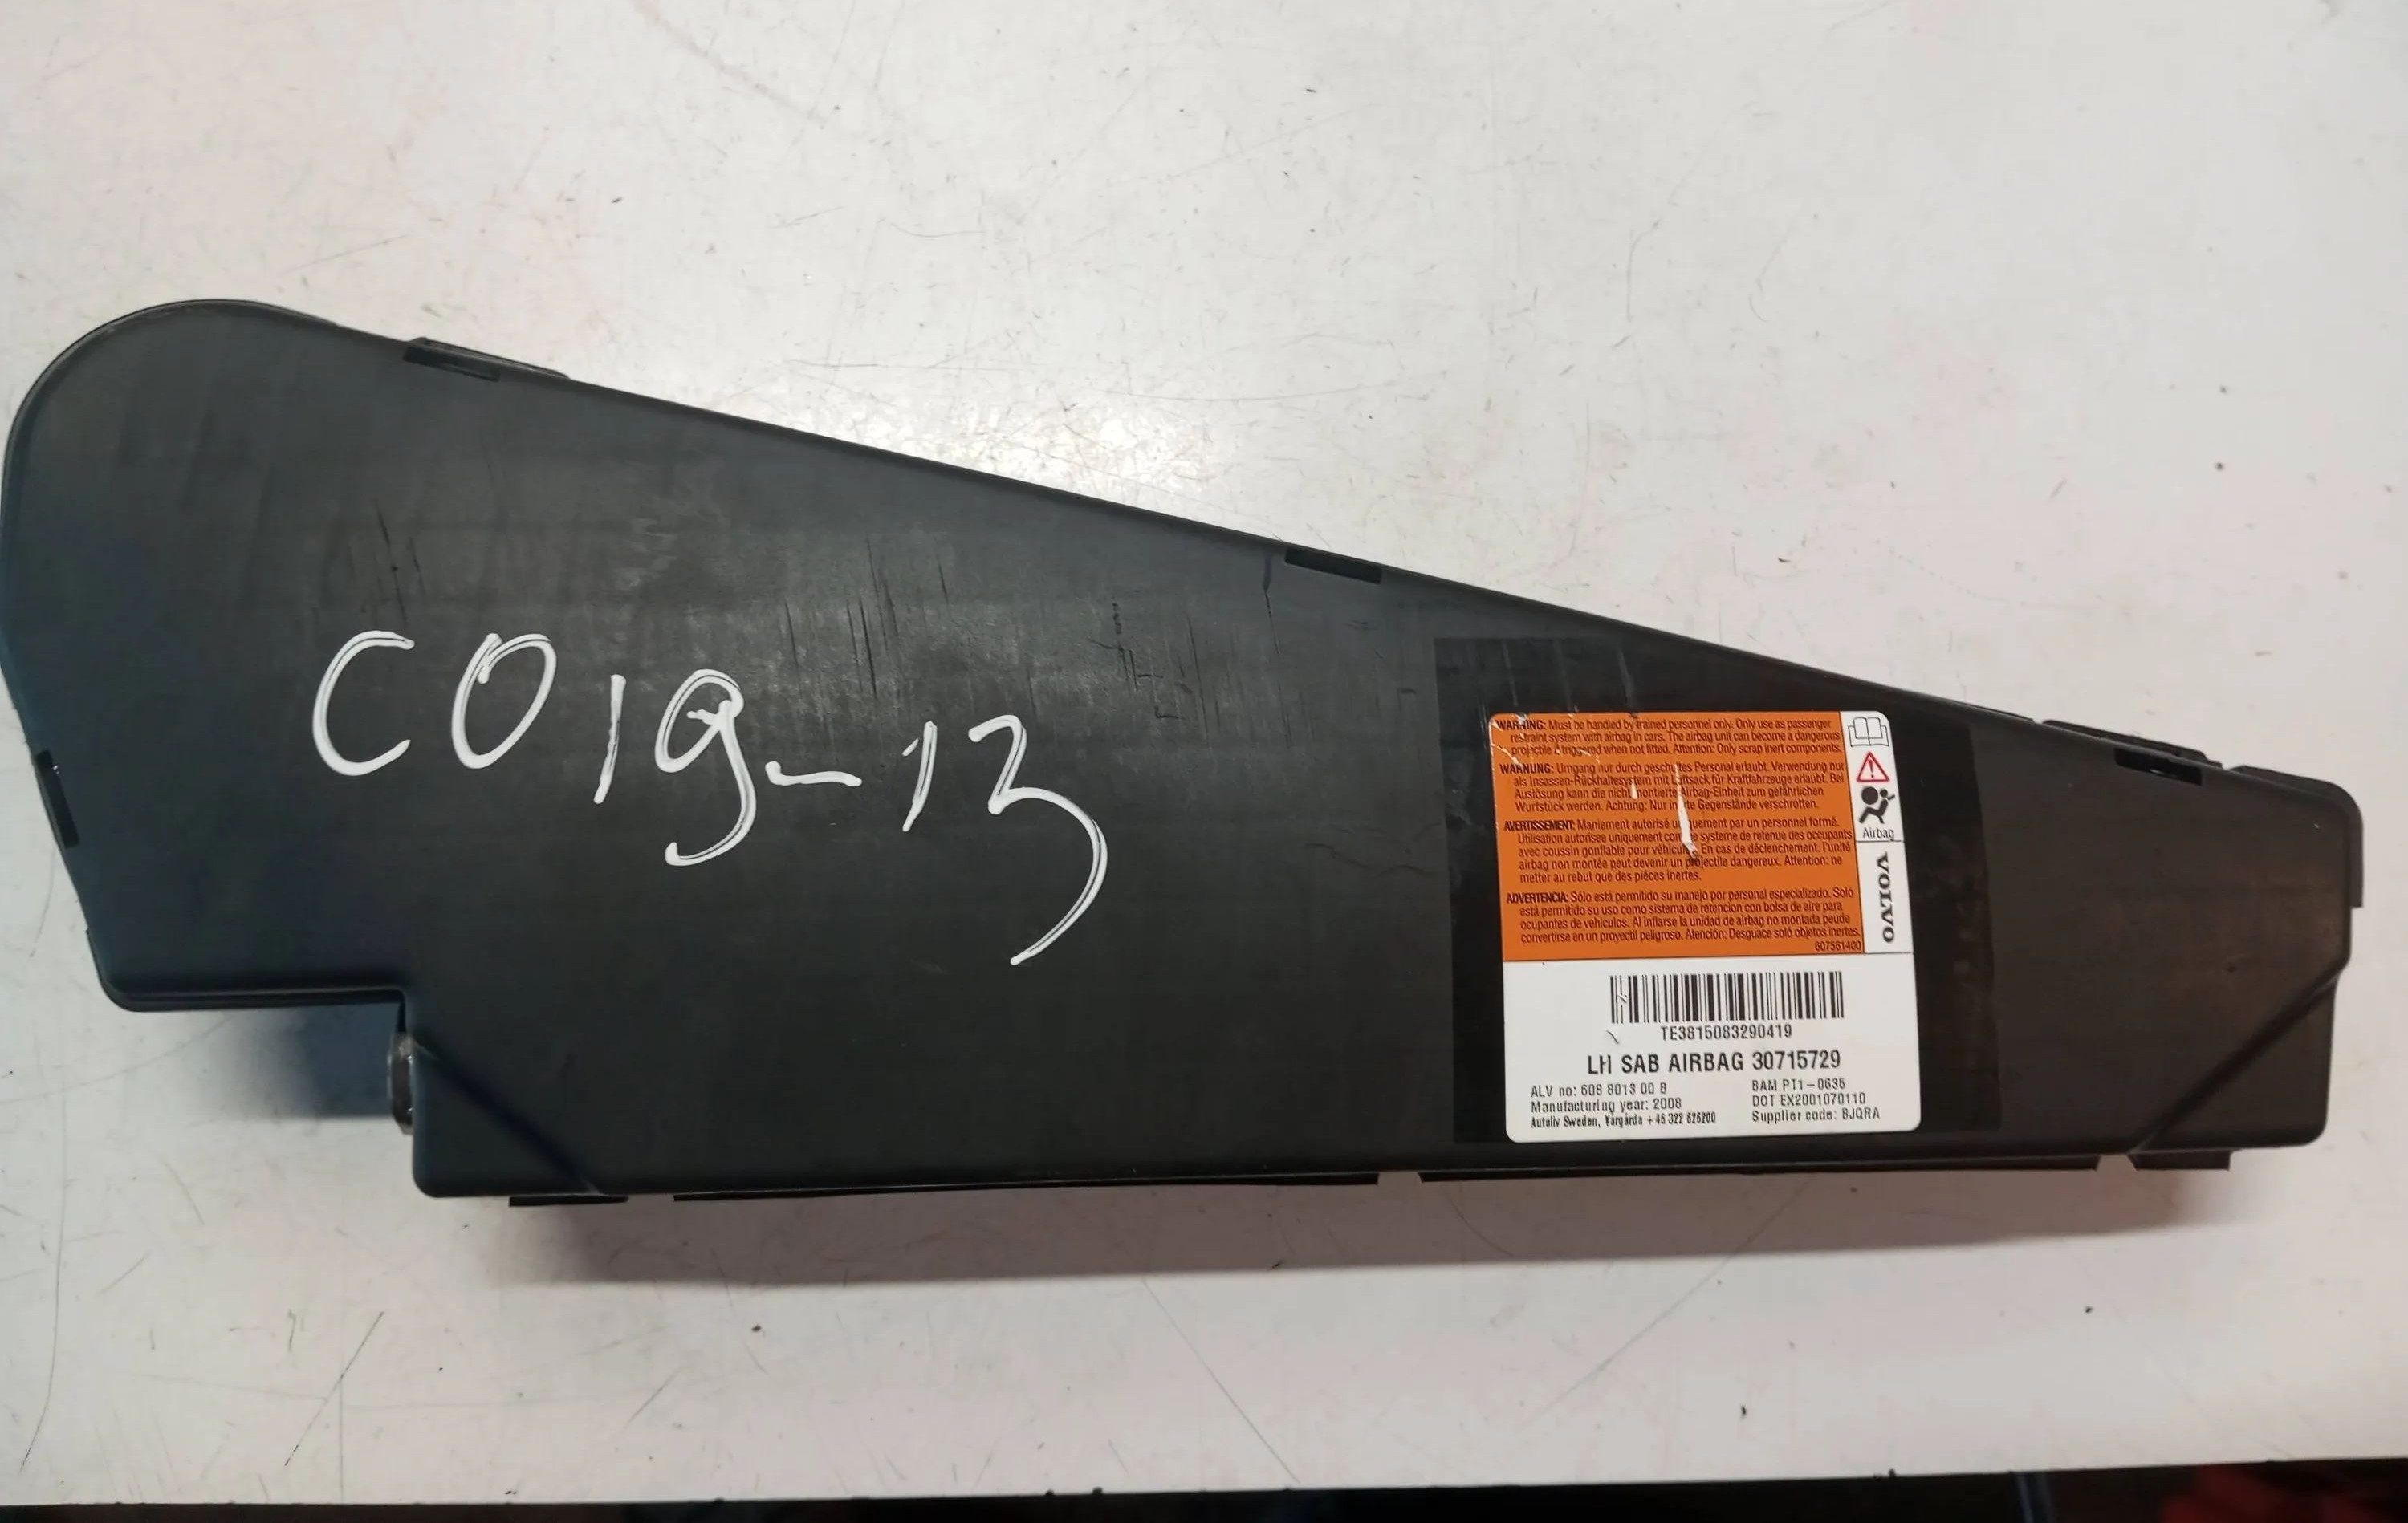 CO19-13
WARNING: Must be handled by trained personnel only. Only use as passenger
restraint system with airbag in cars. The airbag unit can become a dangerous
projectile if triggered when not fitted. Attention: Only scrap inert components.
WARNUNG: Umgang nur durch geschultes Personal erlaubt. Verwendung nur
als Insassen-Rückhaltesystem mit Luftsack für Kraftfahrzeuge erlaubt. Bei
Auslösung kann die nicht montierte Airbag-Einheit zum gefährlichen
Wurfstück werden. Achtung: Nur inerte Gegenstände verschrotten.
AVERTISSEMENT: Maniement autorisé uniquement par un personnel formé.
Utilisation autorisee uniquement comme systeme de retenue des occupants
avec coussin gonflable pour véhicules. En cas de déclenchement, l'unité
airbag non montée peut devenir un projectile dangereux. Attention: ne
metter au rebut que des pièces inertes.
ADVERTENCIA: Sólo está permitido su manejo por personal especializado. Soló
está permitido su uso como sistema de retencion con bolsa de aire para
ocupantes de vehiculos. Al inflarse la unidad de airbag no montada peude
convertirse en un proyectil peligroso. Atención: Desguace soló objetos inertes.
607561400
Airbag
VOLVO
TE3815083290419
LH SAB AIRBAG 30715729
ALV no: 608 8013 00 B
BAM PT1-0635
Manufacturing year: 2008
DOT EX2001070110
Autoliv Sweden, Vårgårda +46 322 626200
Supplier code: BJQRA